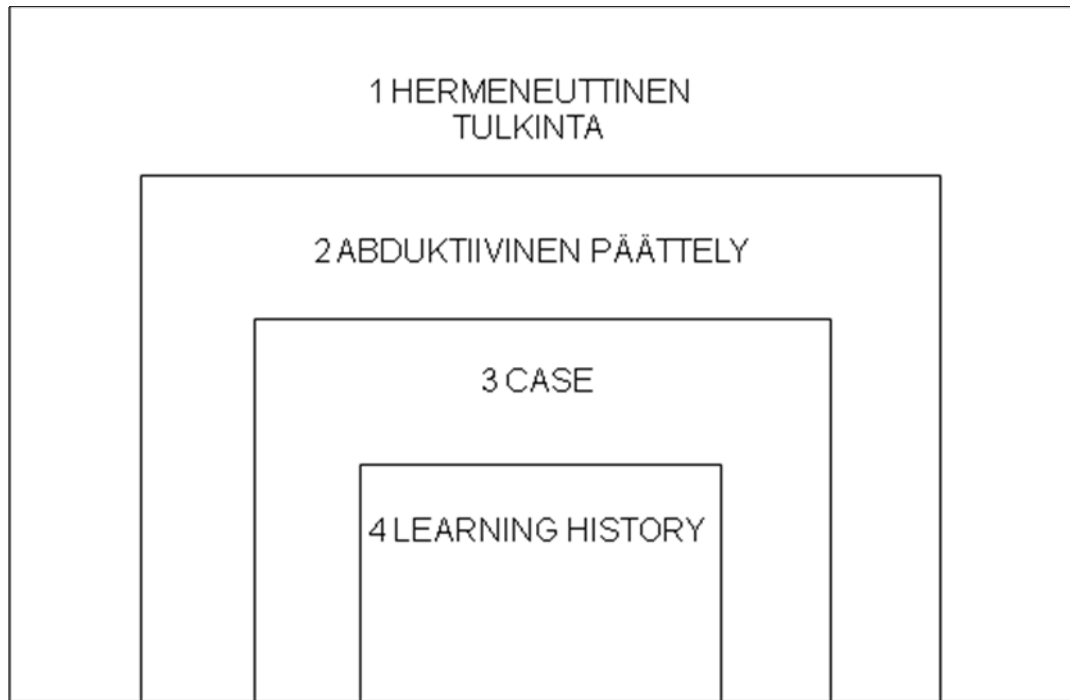 1 HERMENEUTTINEN
TULKINTA
2 ABDUKTIIVINEN PÄÄTTELY
3 CASE
4 LEARNING HISTORY